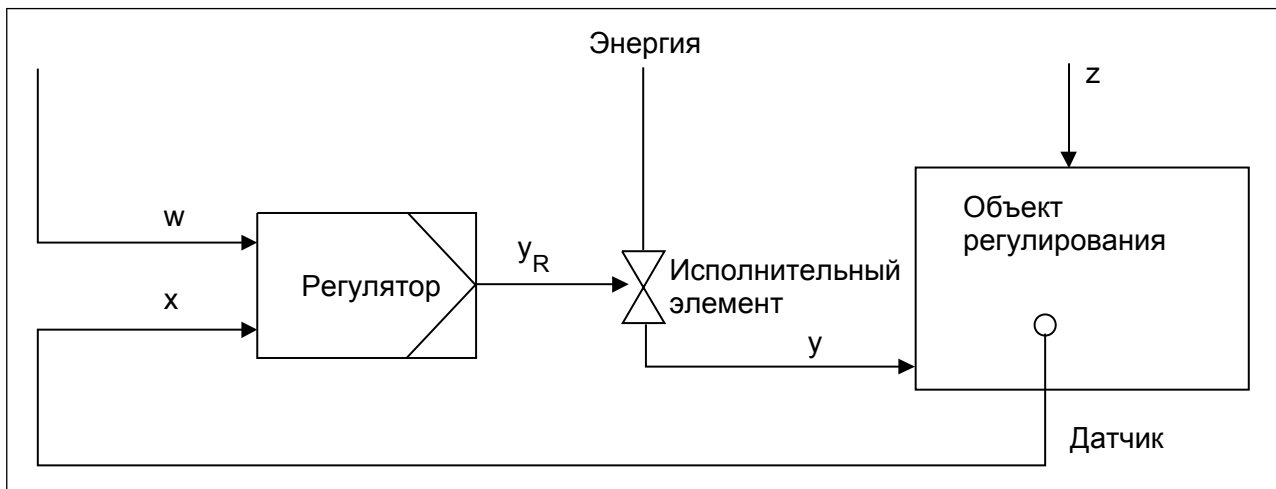 Энергия
z
w
Объект
регулирования
y_R
Исполнительный
элемент
Регулятор
x
y
Датчик